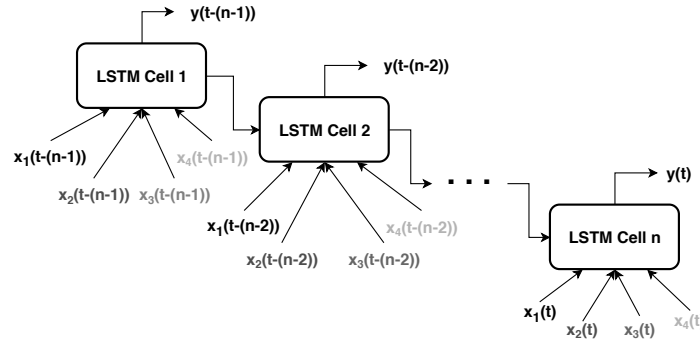 y(t-(n-1))
LSTM Cell 1
y(t-(n-2))
x₁(t-(n-1))
x₄(t-(n-1))
LSTM Cell 2
x₂(t-(n-1))
x₃(t-(n-1))
. . .
y(t)
x₁(t-(n-2))
x₄(t-(n-2))
LSTM Cell n
x₂(t-(n-2))
x₃(t-(n-2))
x₁(t)
x₂(t)
x₃(t)
x₄(t